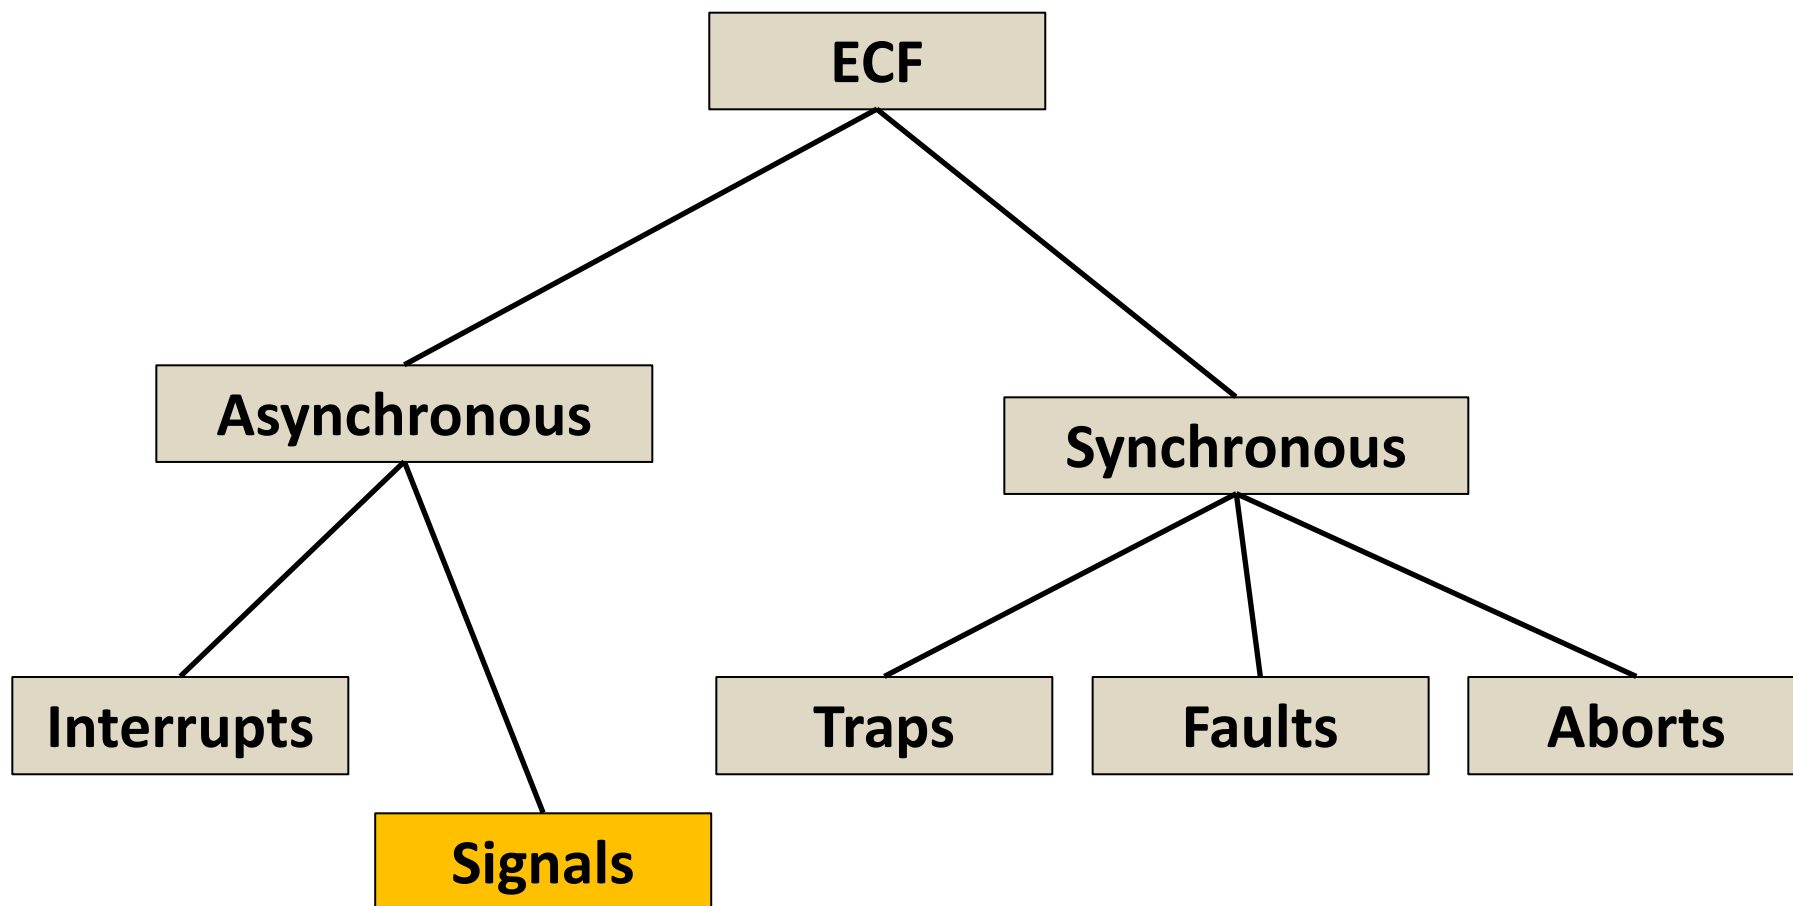 ECF
Asynchronous
Synchronous
Interrupts
Traps
Faults
Aborts
Signals